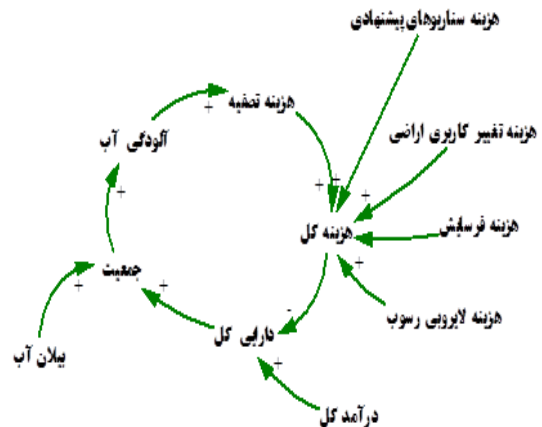 هزینه سناریوهای پیشنهادی
هزینه تصفیه
+
آلودگی آب
هزینه تغییر کاربری اراضی
+
+
+
+
هزینه فرسایش
هزینه کل
+
جمعیت
+
+
هزینه لایروبی رسوب
-
دارایی کل
بیلان آب
+
درآمد کل